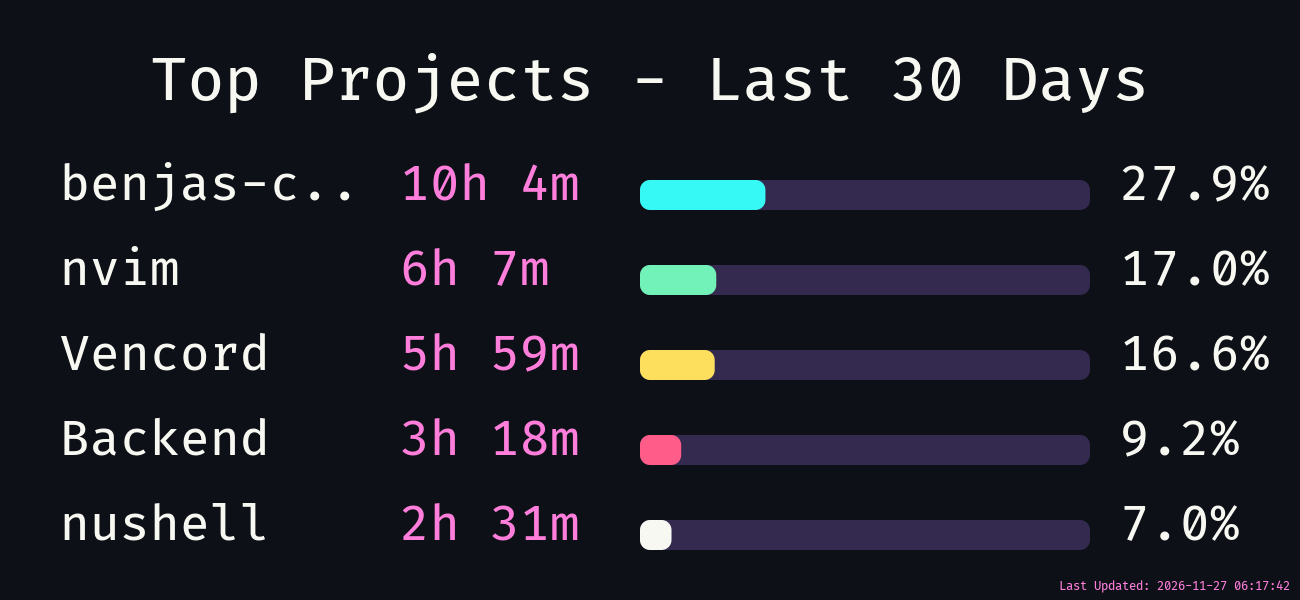 Top Projects - Last 30 Days
benjas-c.. 10h 4m 27.9%
nvim 6h 7m 17.0%
Vencord 5h 59m 16.6%
Backend 3h 18m 9.2%
nushell 2h 31m 7.0%
Last Updated: 2026-11-27 06:17:42